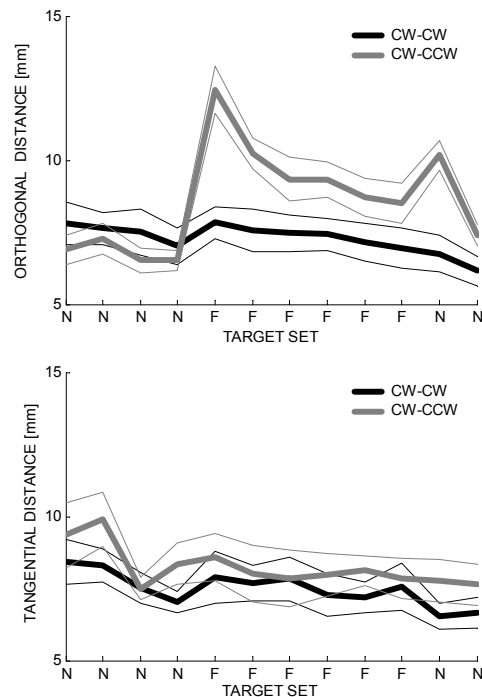 15
CW-CW
CW-CCW
10
5
ORTHOGONAL DISTANCE [mm]
N N N N F F F F F F N N
TARGET SET
15
CW-CW
CW-CCW
10
5
TANGENTIAL DISTANCE [mm]
N N N N F F F F F F N N
TARGET SET